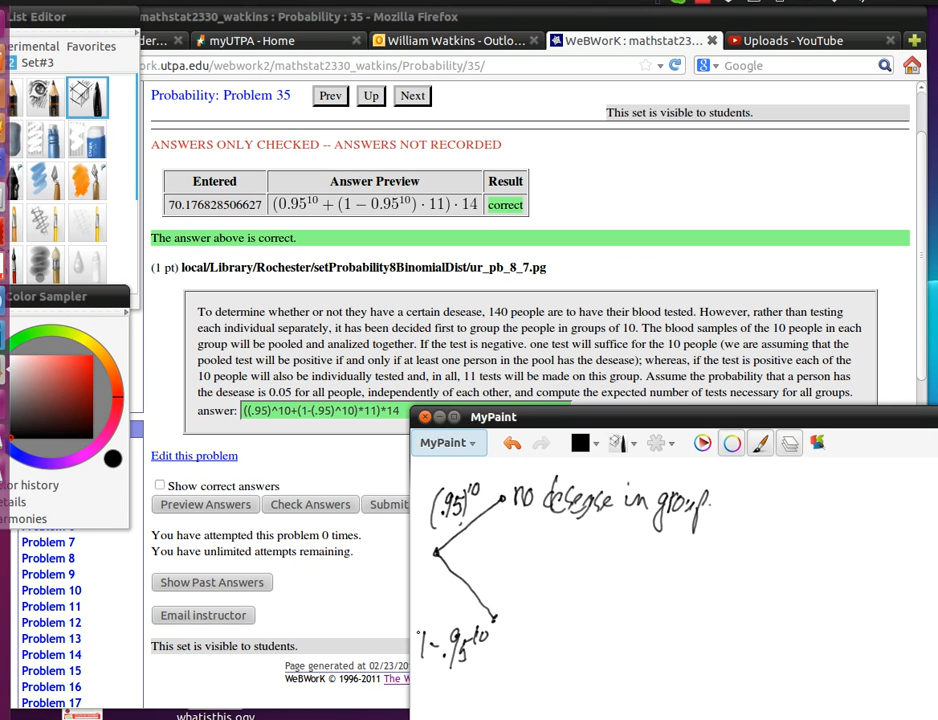 List Editor
mathstat2330_watkins : Probability : 35 - Mozilla Firefox
der...
myUTPA - Home
William Watkins - Outlo...
WeBWorK : mathstat23...
Uploads - YouTube
erimental Favorites
2 Set#3
ork.utpa.edu/webwork2/mathstat2330_watkins/Probability/35/
Google
Probability: Problem 35
Prev
Up
Next
This set is visible to students.
ANSWERS ONLY CHECKED -- ANSWERS NOT RECORDED
Entered Answer Preview Result
70.176828506627 (0.95^10 + (1 − 0.95^10) · 11) · 14 correct
The answer above is correct.
(1 pt) local/Library/Rochester/setProbability8BinomialDist/ur_pb_8_7.pg
Color Sampler
To determine whether or not they have a certain desease, 140 people are to have their blood tested. However, rather than testing
each individual separately, it has been decided first to group the people in groups of 10. The blood samples of the 10 people in each
group will be pooled and analized together. If the test is negative. one test will suffice for the 10 people (we are assuming that the
pooled test will be positive if and only if at least one person in the pool has the desease); whereas, if the test is positive each of the
10 people will also be individually tested and, in all, 11 tests will be made on this group. Assume the probability that a person has
the desease is 0.05 for all people, independently of each other, and compute the expected number of tests necessary for all groups.
answer: ((.95)^10+(1-(.95)^10)*11)*14
MyPaint
MyPaint
Edit this problem
Show correct answers
Preview Answers
Check Answers
Submit
You have attempted this problem 0 times.
You have unlimited attempts remaining.
Show Past Answers
Email instructor
This set is visible to students.
Page generated at 02/23/20
WeBWorK © 1996-2011 The W
or history
etails
armonies
Problem 7
Problem 8
Problem 9
Problem 10
Problem 11
Problem 12
Problem 13
Problem 14
Problem 15
Problem 16
Problem 17
(.95)^10 no desease in group.
1-.95^10
whatisthis.ogv